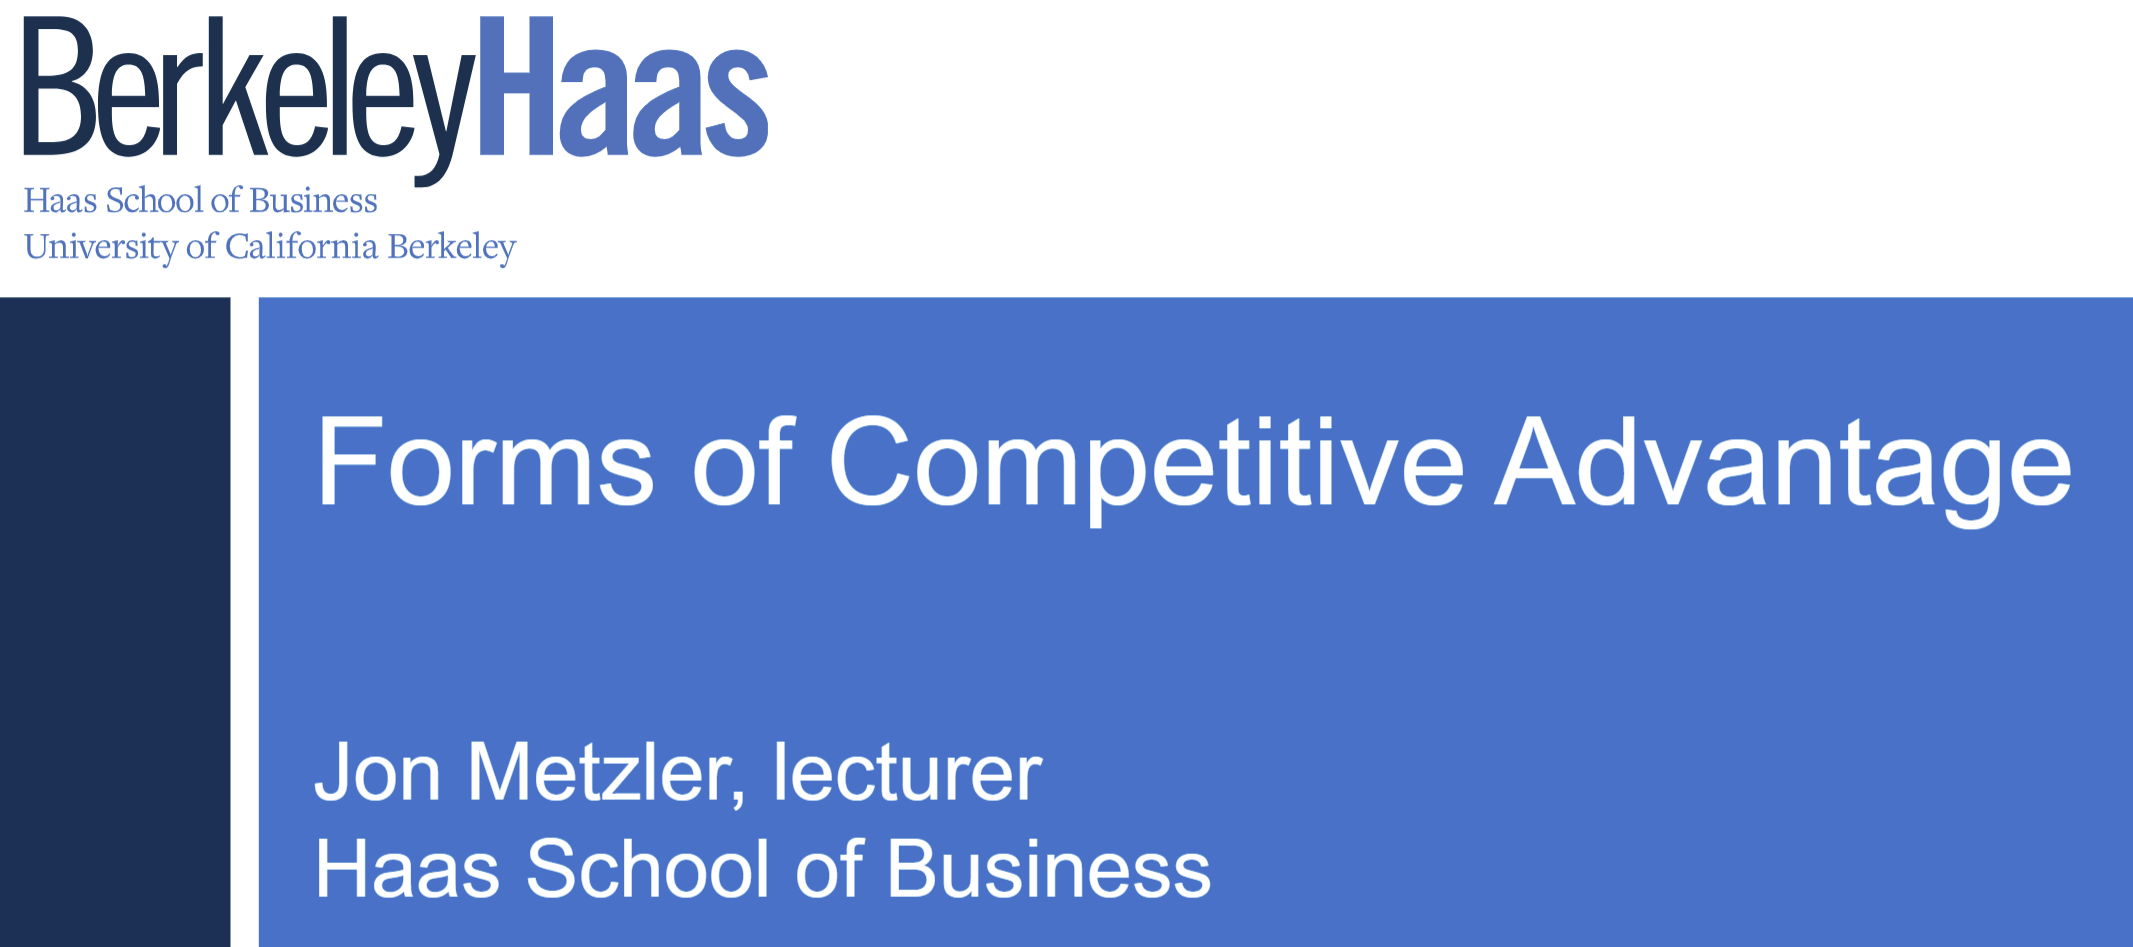 BerkeleyHaas
Haas School of Business
University of California Berkeley
Forms of Competitive Advantage
Jon Metzler, lecturer
Haas School of Business